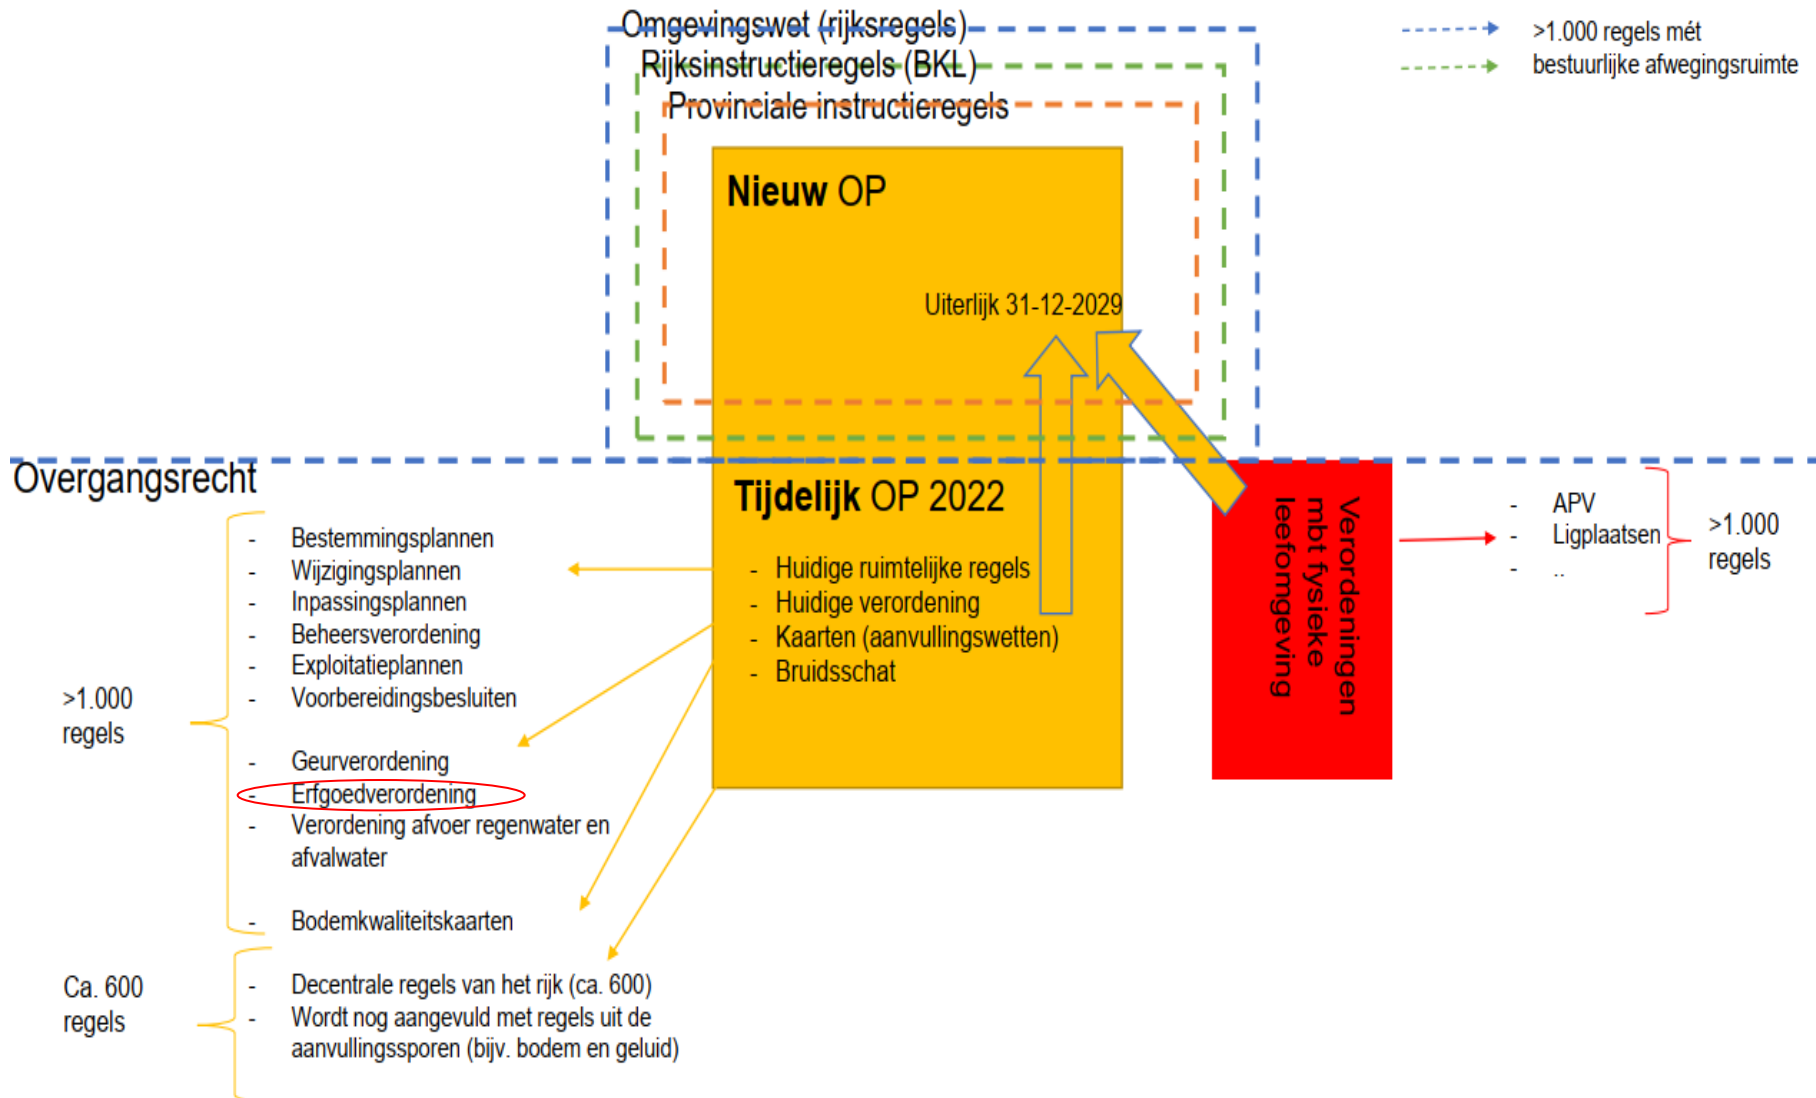 Omgevingswet (rijksregels)
Rijksinstructieregels (BKL)
Provinciale instructieregels
>1.000 regels mét
bestuurlijke afwegingsruimte
Nieuw OP
Uiterlijk 31-12-2029
Overgangsrecht
Tijdelijk OP 2022
- Huidige ruimtelijke regels
- Huidige verordening
- Kaarten (aanvullingswetten)
- Bruidsschat
Verordeningen
mbt fysieke
leefomgeving
- APV
- Ligplaatsen
- ..
>1.000
regels
>1.000
regels
- Bestemmingsplannen
- Wijzigingsplannen
- Inpassingsplannen
- Beheersverordening
- Exploitatieplannen
- Voorbereidingsbesluiten
- Geurverordening
- Erfgoedverordening
- Verordening afvoer regenwater en
afvalwater
- Bodemkwaliteitskaarten
Ca. 600
regels
- Decentrale regels van het rijk (ca. 600)
- Wordt nog aangevuld met regels uit de
aanvullingssporen (bijv. bodem en geluid)